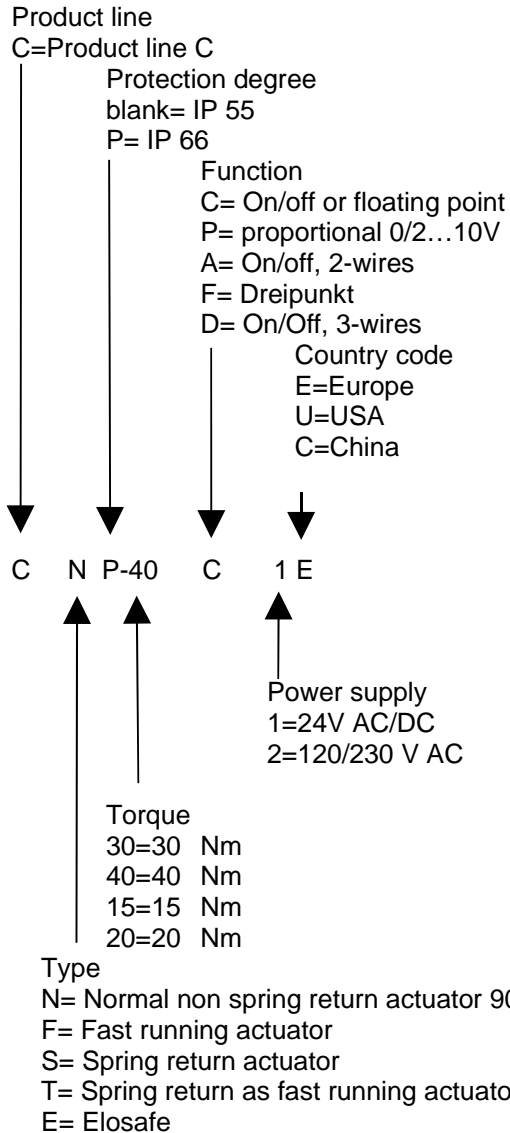 Product line
C=Product line C
Protection degree
blank= IP 55
P= IP 66
Function
C= On/off or floating point
P= proportional 0/2…10V
A= On/off, 2-wires
F= Dreipunkt
D= On/Off, 3-wires
Country code
E=Europe
U=USA
C=China
C N P-40 C 1 E
Power supply
1=24V AC/DC
2=120/230 V AC
Torque
30=30 Nm
40=40 Nm
15=15 Nm
20=20 Nm
Type
N= Normal non spring return actuator
F= Fast running actuator
S= Spring return actuator
T= Spring return as fast running
E= Elosafe